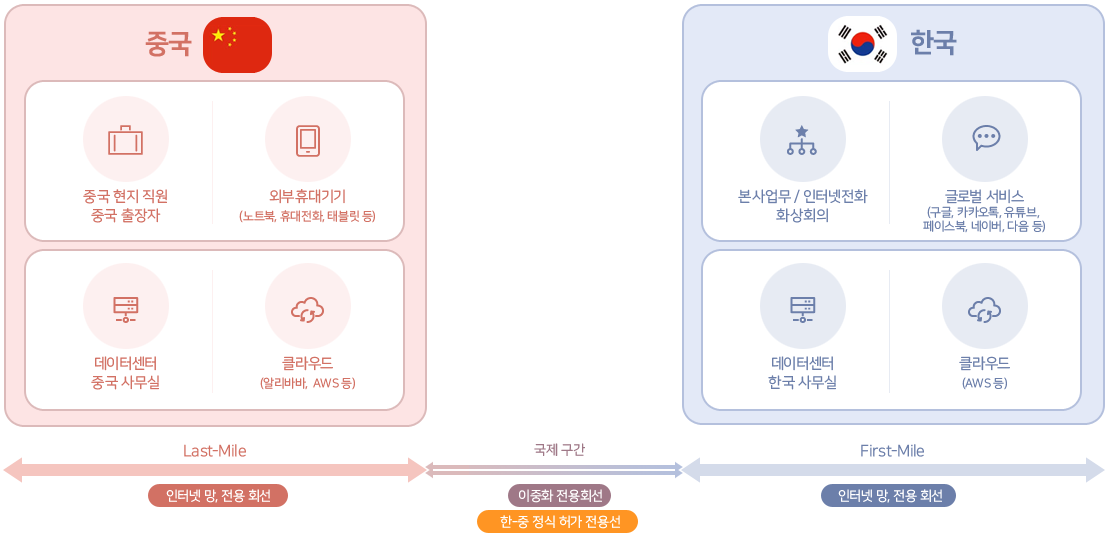 중국
중국 현지 직원
중국 출장자
외부휴대기기
(노트북, 휴대전화, 태블릿 등)
데이터센터
중국 사무실
클라우드
(알리바바, AWS 등)
한국
본사업무 / 인터넷전화
화상회의
글로벌 서비스
(구글, 카카오톡, 유튜브,
페이스북, 네이버, 다음 등)
데이터센터
한국 사무실
클라우드
(AWS 등)
Last-Mile
인터넷 망, 전용 회선
국제 구간
이중화 전용회선
한-중 정식 허가 전용선
First-Mile
인터넷 망, 전용 회선